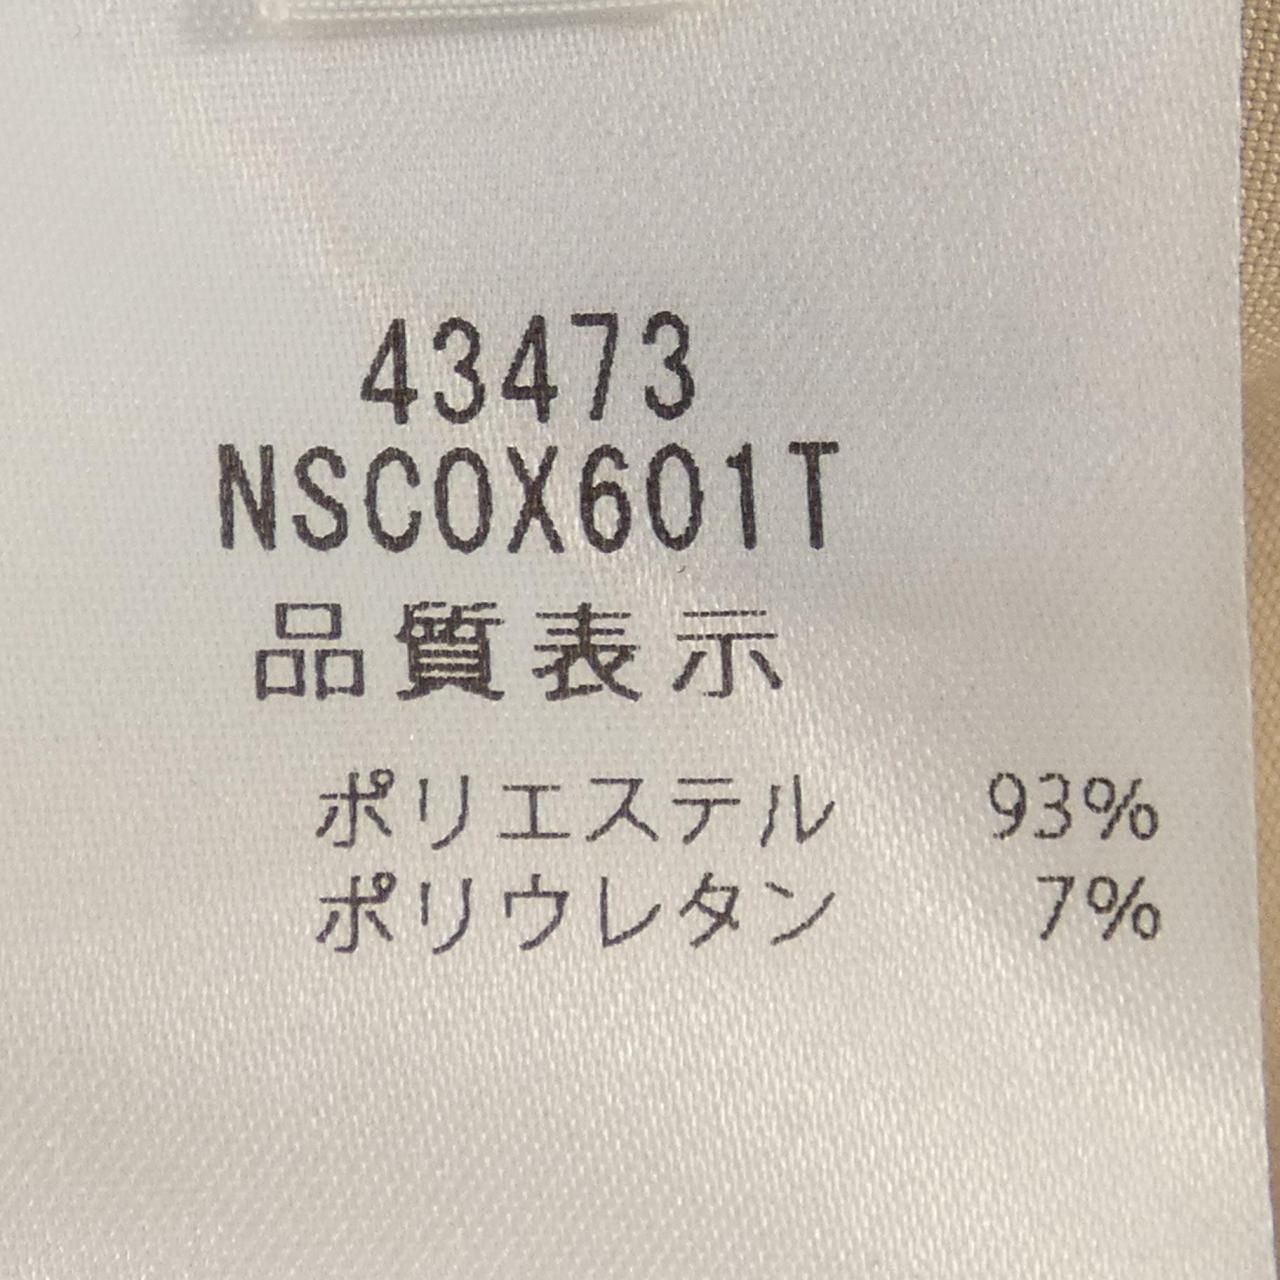 43473
NSCOX601T
品質表示
ポリエステル 93%
ポリウレタン 7%